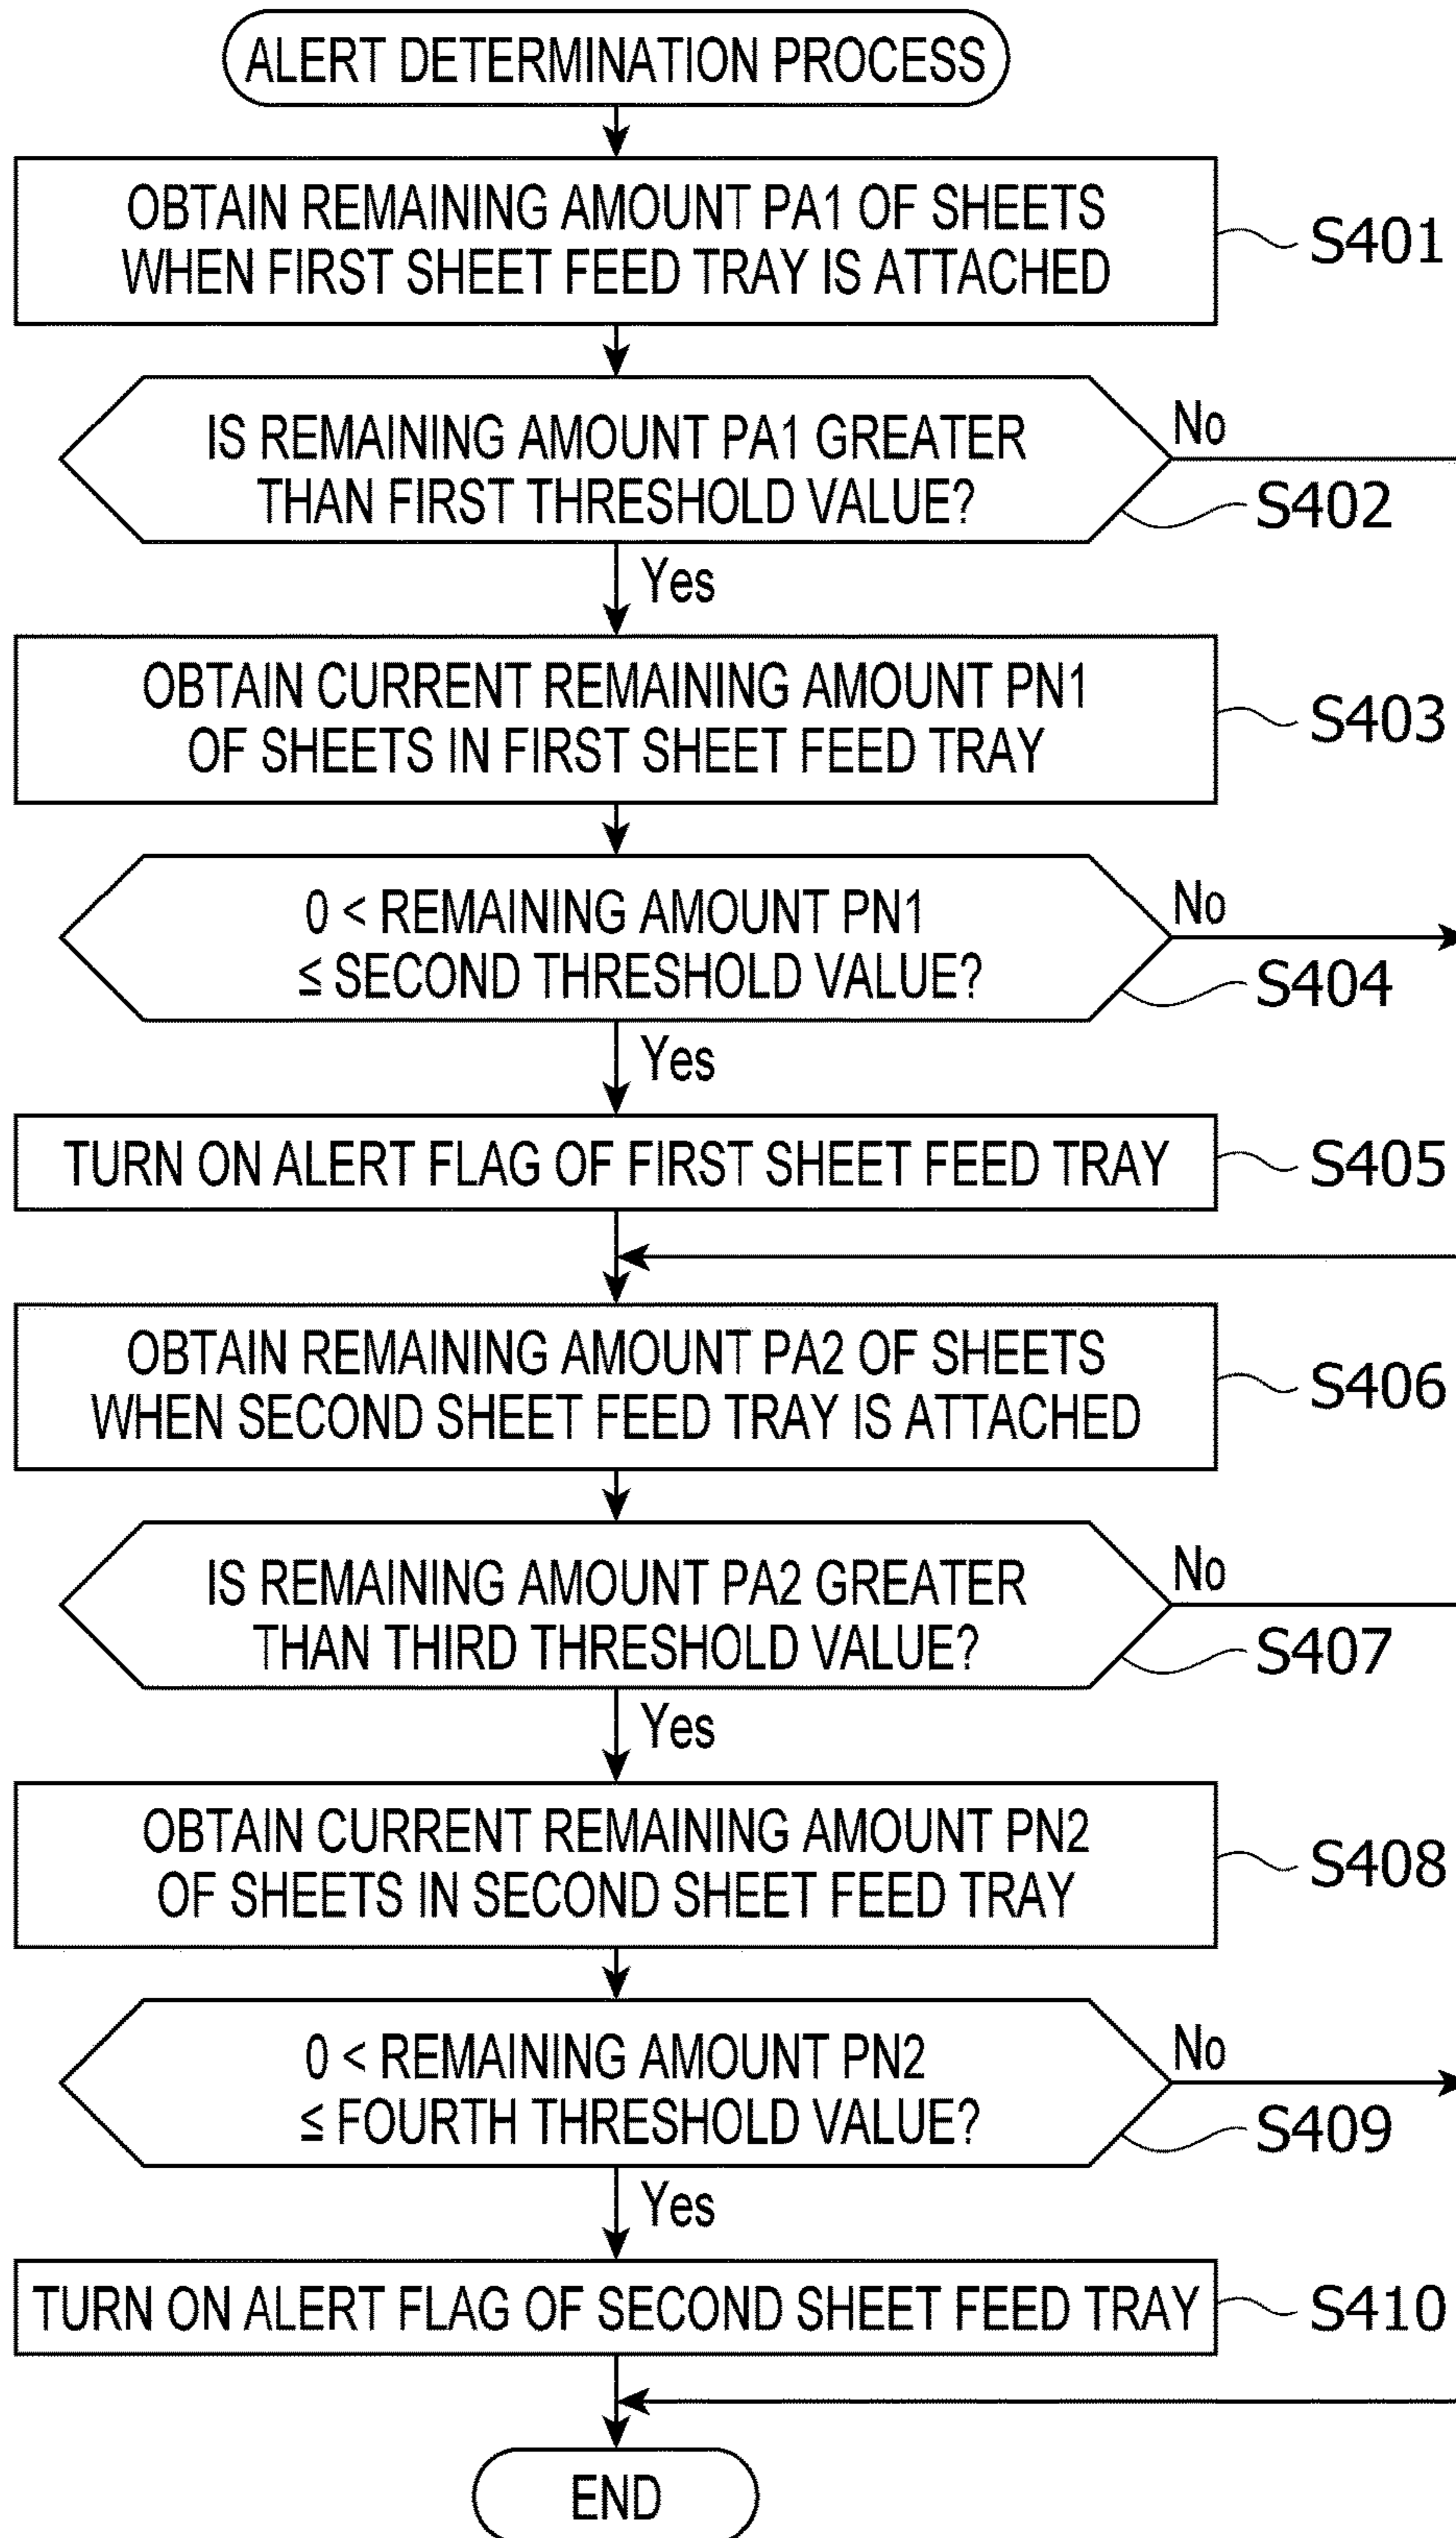 ALERT DETERMINATION PROCESS
OBTAIN REMAINING AMOUNT PA1 OF SHEETS
WHEN FIRST SHEET FEED TRAY IS ATTACHED
S401
IS REMAINING AMOUNT PA1 GREATER
THAN FIRST THRESHOLD VALUE?
No
S402
Yes
OBTAIN CURRENT REMAINING AMOUNT PN1
OF SHEETS IN FIRST SHEET FEED TRAY
S403
0 < REMAINING AMOUNT PN1
≤ SECOND THRESHOLD VALUE?
No
S404
Yes
TURN ON ALERT FLAG OF FIRST SHEET FEED TRAY
S405
OBTAIN REMAINING AMOUNT PA2 OF SHEETS
WHEN SECOND SHEET FEED TRAY IS ATTACHED
S406
IS REMAINING AMOUNT PA2 GREATER
THAN THIRD THRESHOLD VALUE?
No
S407
Yes
OBTAIN CURRENT REMAINING AMOUNT PN2
OF SHEETS IN SECOND SHEET FEED TRAY
S408
0 < REMAINING AMOUNT PN2
≤ FOURTH THRESHOLD VALUE?
No
S409
Yes
TURN ON ALERT FLAG OF SECOND SHEET FEED TRAY
S410
END